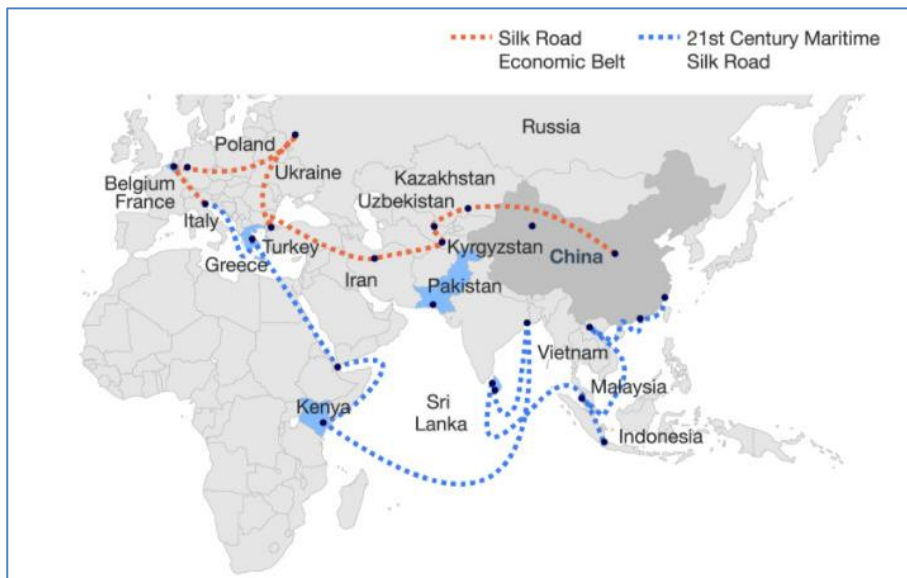 Silk Road
Economic Belt
21st Century Maritime
Silk Road
Russia
Poland
Ukraine
Kazakhstan
Uzbekistan
Belgium
France
Italy
Turkey
Kyrgyzstan
China
Greece
Iran
Pakistan
Vietnam
Malaysia
Kenya
Sri
Lanka
Indonesia